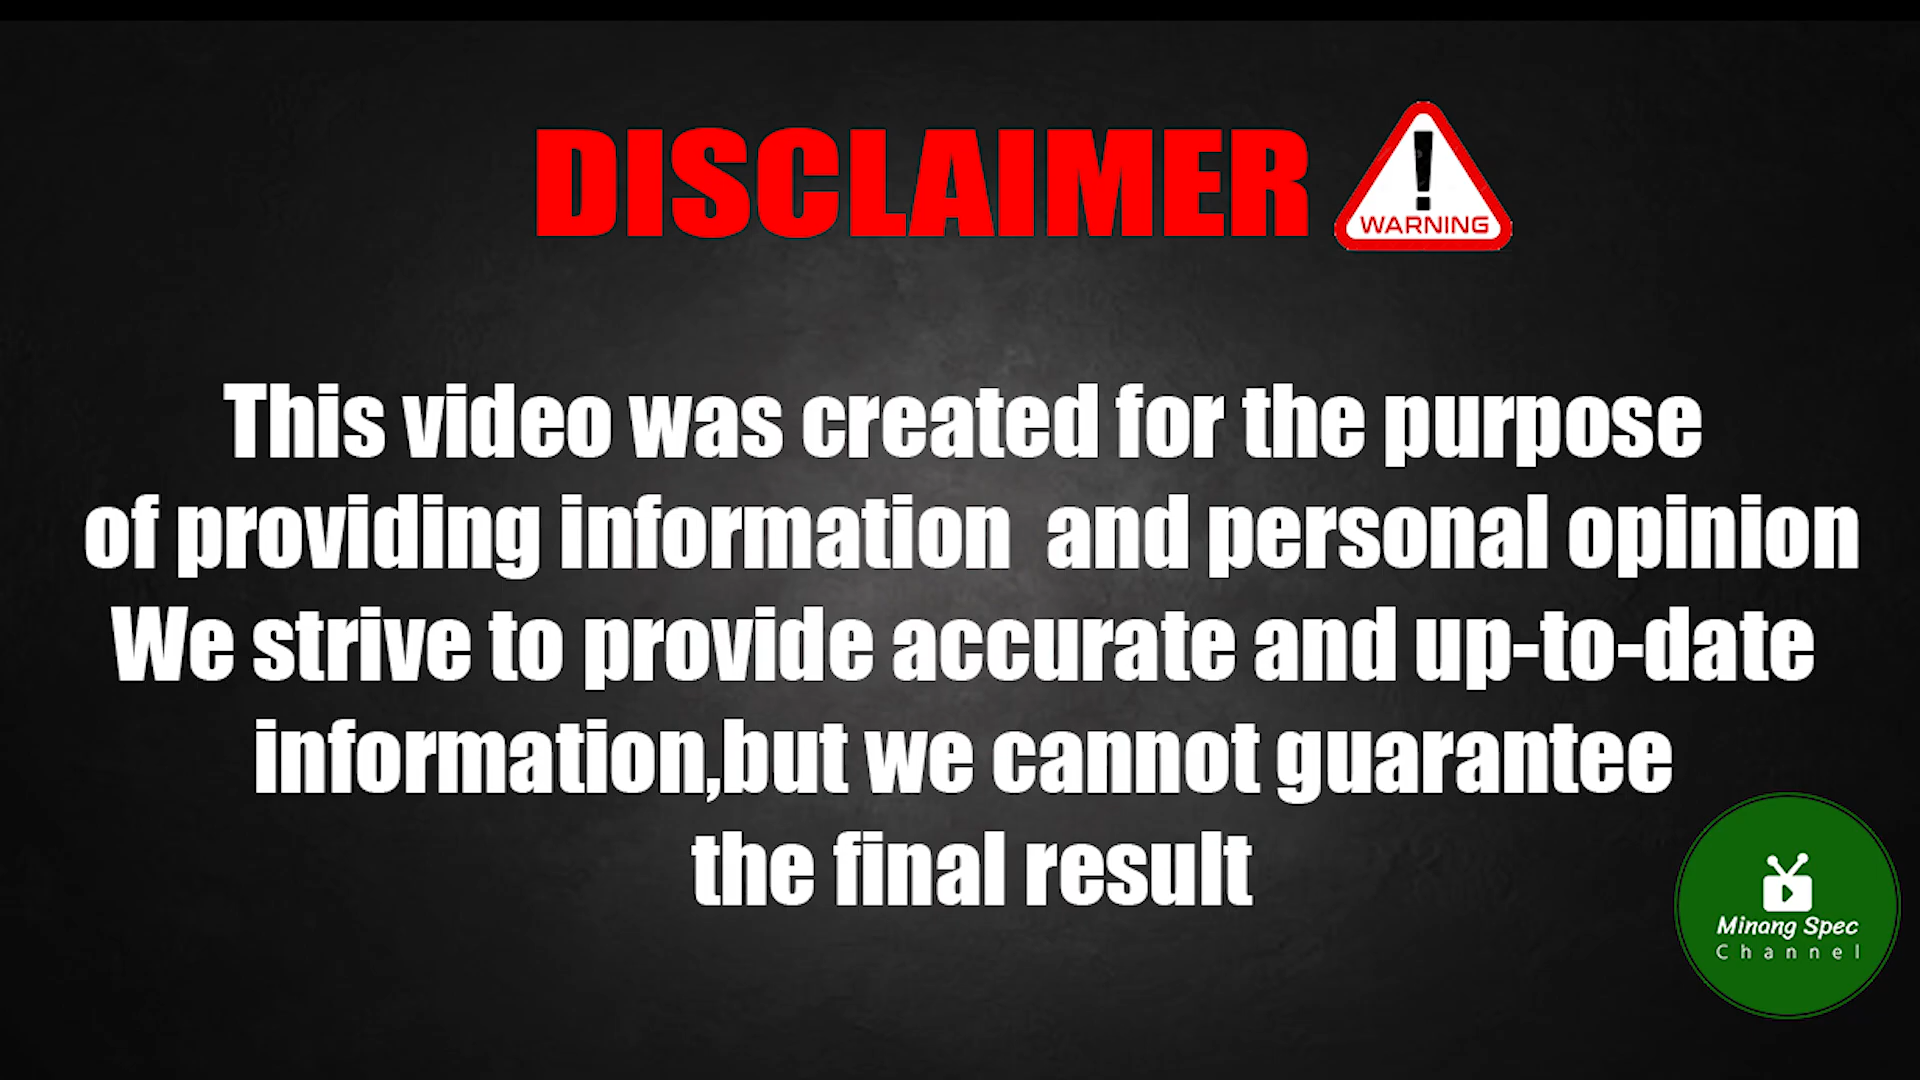 DISCLAIMER
WARNING
This video was created for the purpose
of providing information and personal opinion
We strive to provide accurate and up-to-date
information,but we cannot guarantee
the final result
Minang Spec
Channel